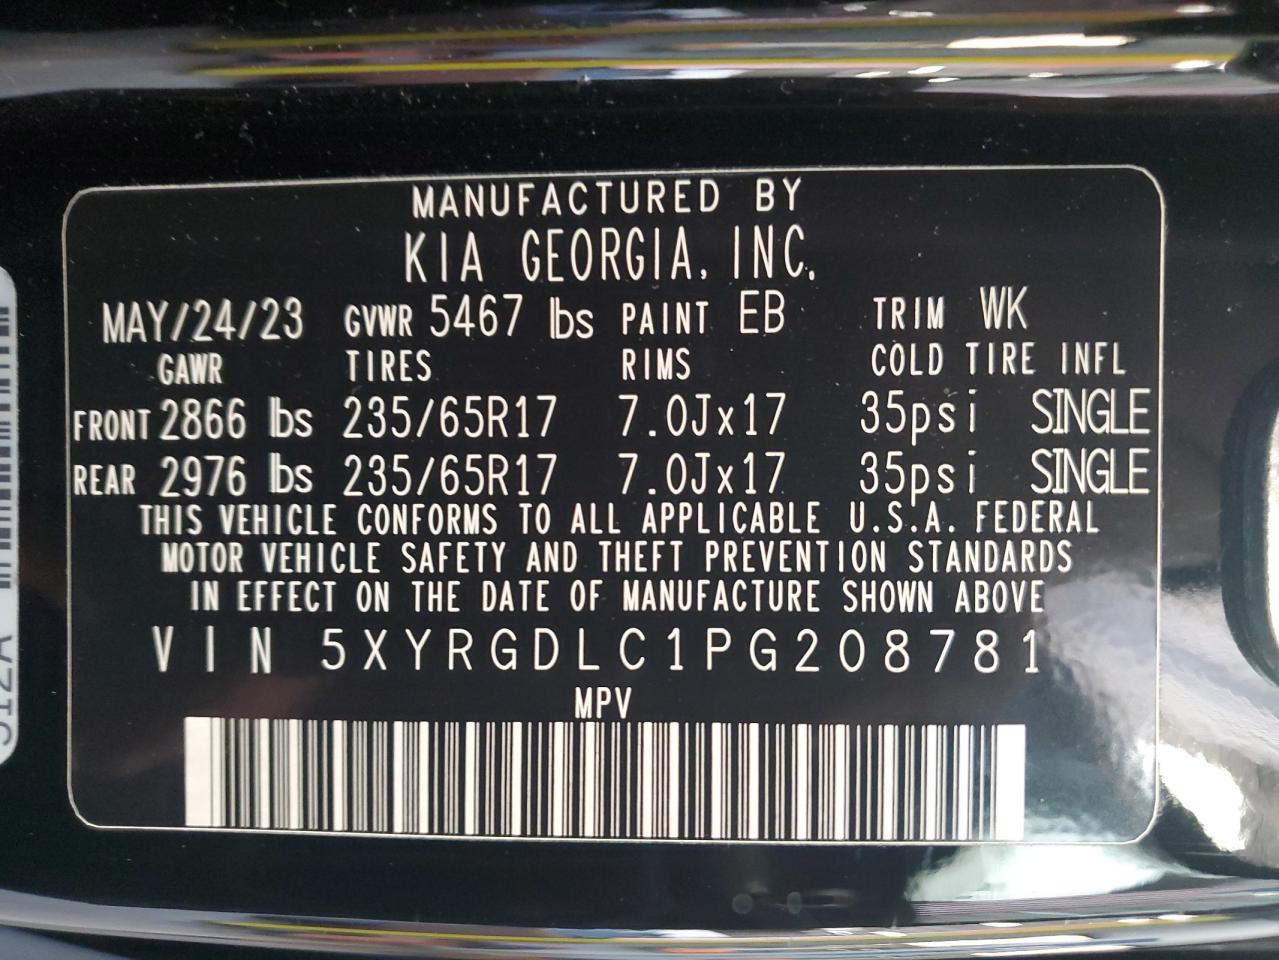 MANUFACTURED BY
KIA GEORGIA, INC.
MAY/24/23 GVWR 5467 lbs PAINT EB TRIM WK
GAWR TIRES RIMS COLD TIRE INFL
FRONT 2866 lbs 235/65R17 7.0Jx17 35psi SINGLE
REAR 2976 lbs 235/65R17 7.0Jx17 35psi SINGLE
THIS VEHICLE CONFORMS TO ALL APPLICABLE U.S.A. FEDERAL
MOTOR VEHICLE SAFETY AND THEFT PREVENTION STANDARDS
IN EFFECT ON THE DATE OF MANUFACTURE SHOWN ABOVE
VIN 5XYRGDLC1PG208781
MPV